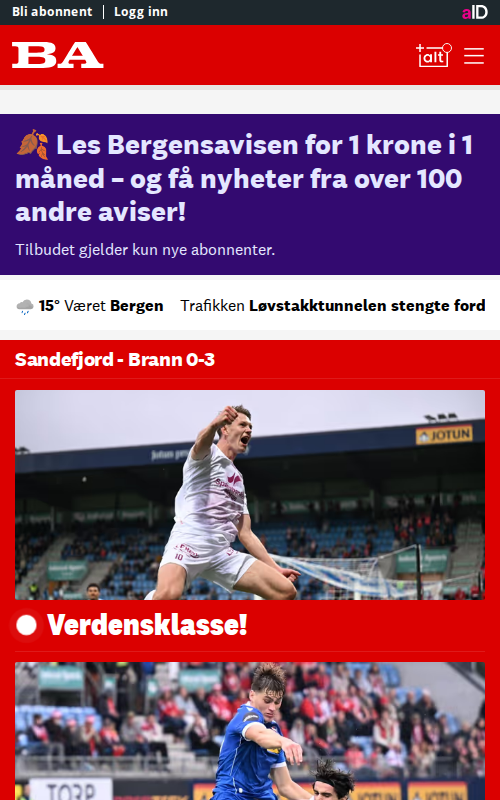 Bli abonnent
Logg inn
aID
BA
+alt
🍂 Les Bergensavisen for 1 krone i 1
måned – og få nyheter fra over 100
andre aviser!
Tilbudet gjelder kun nye abonnenter.
15° Været Bergen
Trafikken Løvstakktunnelen stengte ford
Sandefjord - Brann 0-3
JOTUN
10
Verdensklasse!